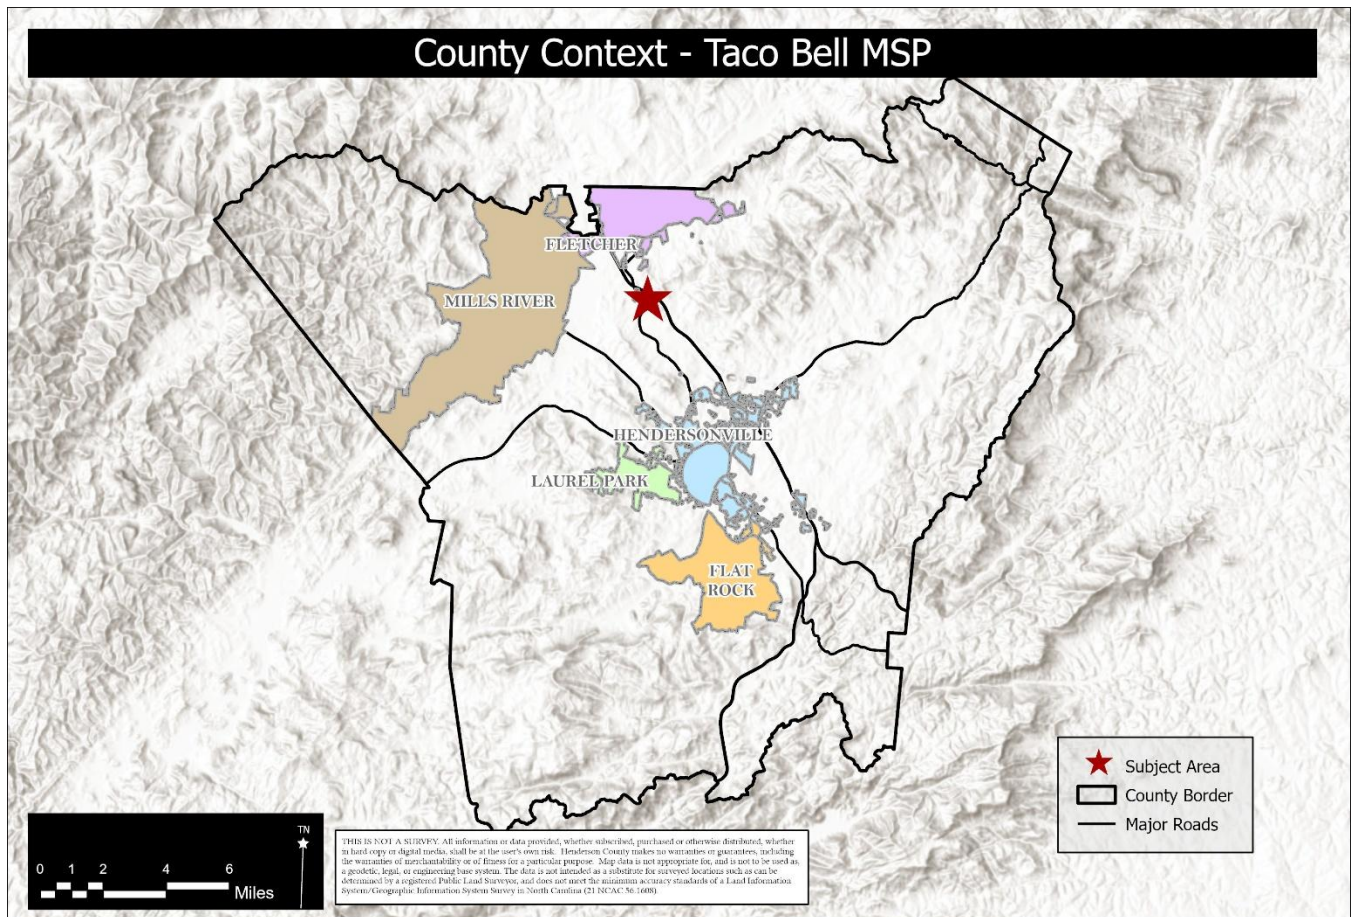 County Context - Taco Bell MSP
FLETCHER
MILLS RIVER
HENDERSONVILLE
LAUREL PARK
FLAT
ROCK
Subject Area
County Border
Major Roads
TN
0 1 2 4 6
Miles
THIS IS NOT A SURVEY. All information or data provided, whether subscribed, purchased or otherwise distributed, whether
in hard copy or digital media, shall be at the user's own risk. Henderson County makes no warranties or guarantees, including
the warranties of merchantability or of fitness for a particular purpose. Map data is not appropriate for, and is not to be used as,
a geodetic, legal, or engineering base system. The data is not intended as a substitute for surveyed locations such as can be
determined by a registered Public Land Surveyor, and does not meet the minimum accuracy standards of a Land Information
System/Geographic Information System Survey in North Carolina (21 NCAC 56.1608)